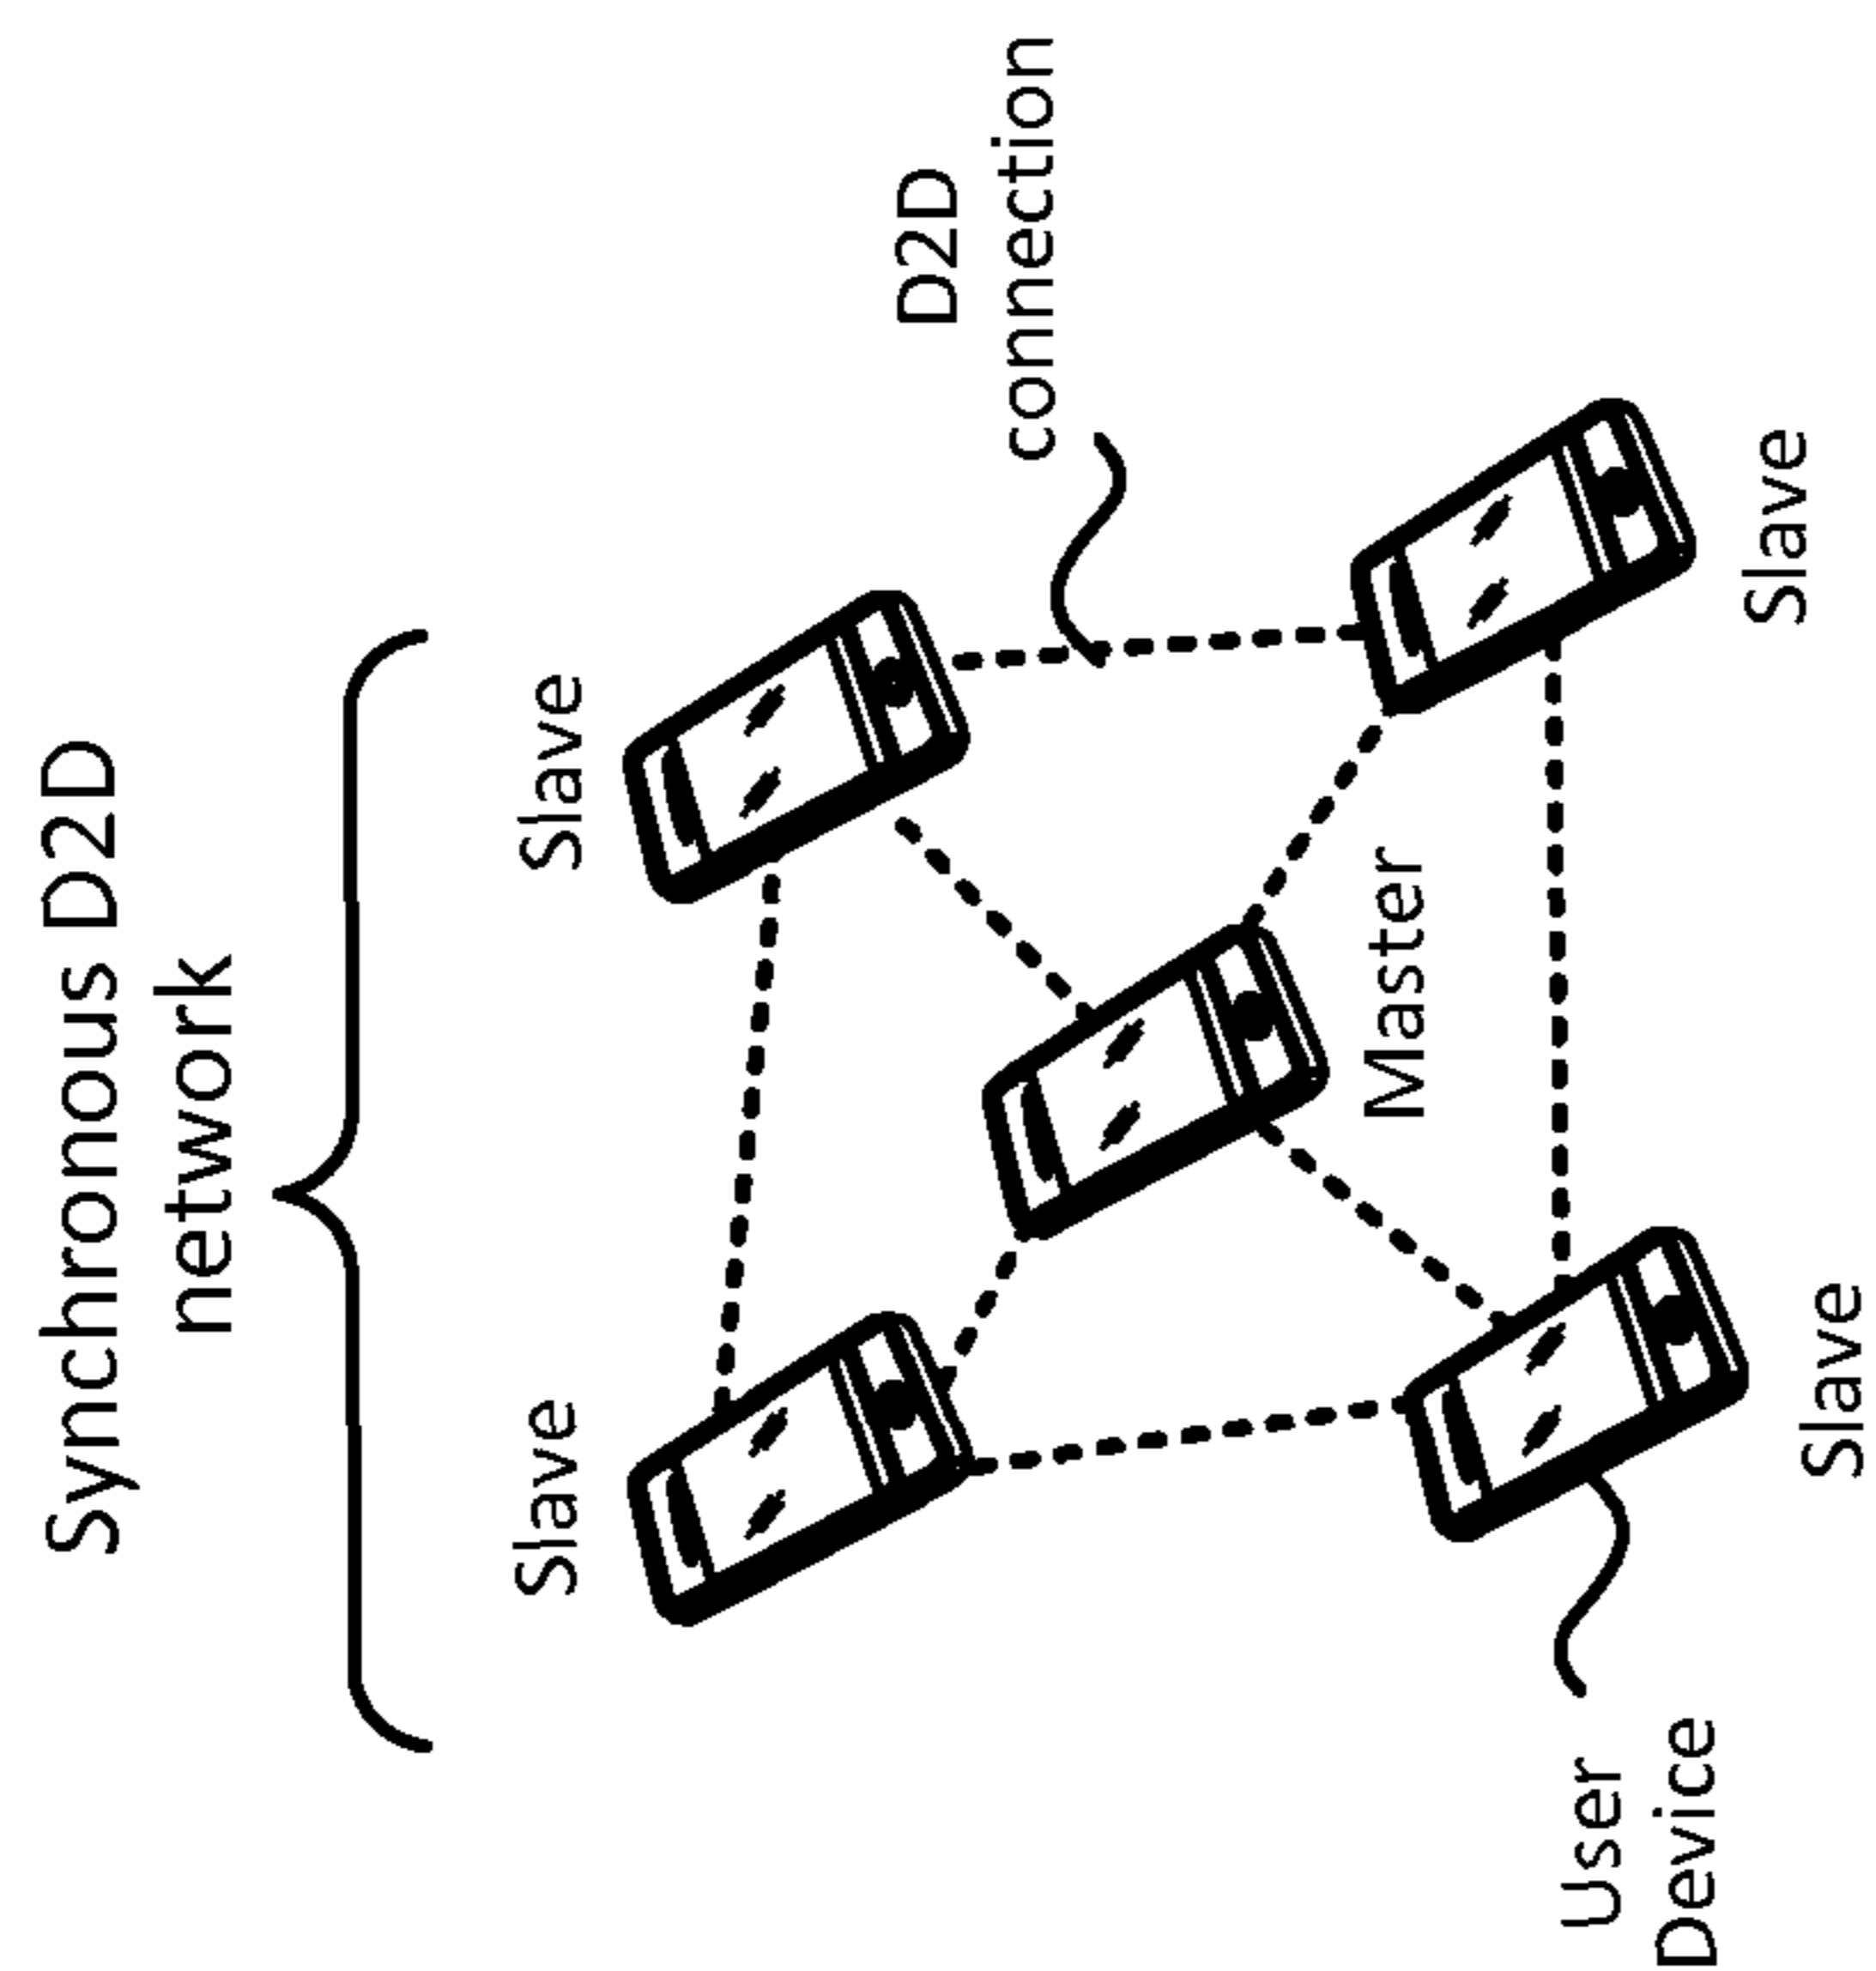 Synchronous D2D
network
Slave
Slave
D2D
connection
Master
User
Device
Slave
Slave